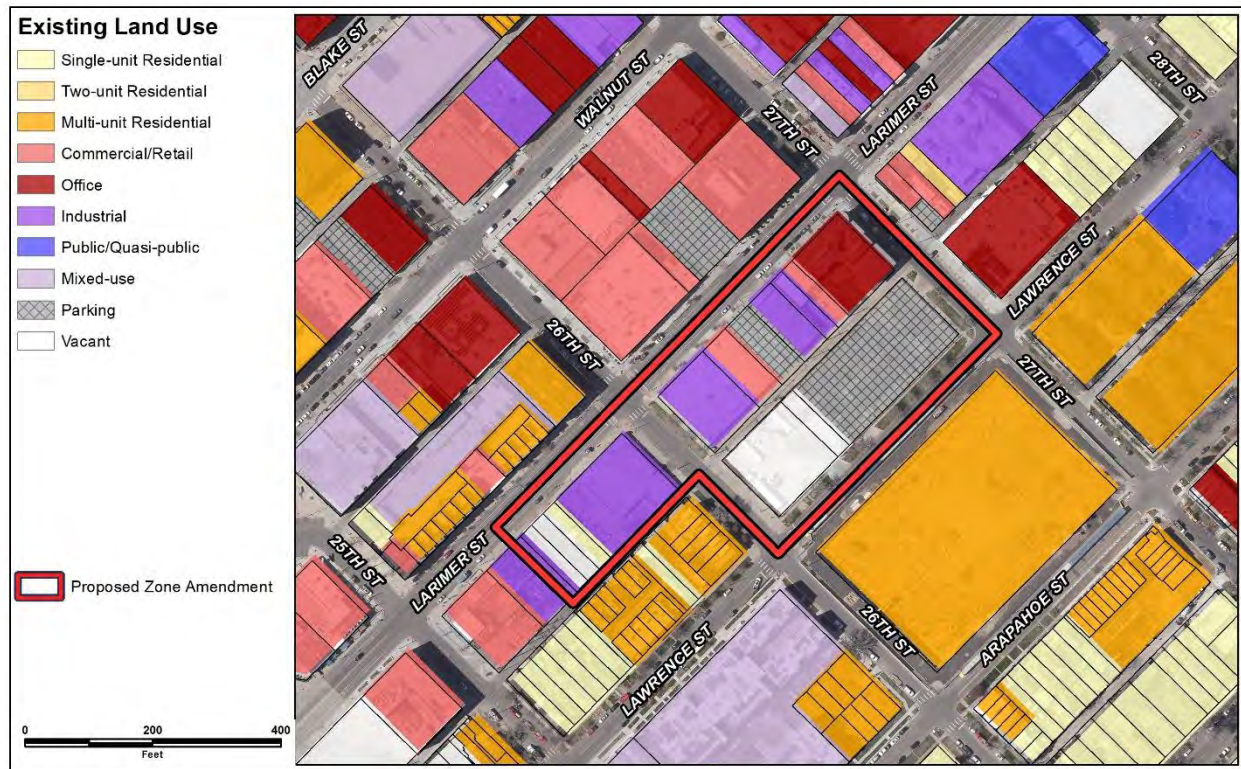 Existing Land Use
Single-unit Residential
Two-unit Residential
Multi-unit Residential
Commercial/Retail
Office
Industrial
Public/Quasi-public
Mixed-use
Parking
Vacant
Proposed Zone Amendment
0 200 400
Feet
BLAKE ST
WALNUT ST
27TH ST
LARIMER ST
28TH ST
LAWRENCE ST
26TH ST
27TH ST
25TH ST
LARIMER ST
LAWRENCE ST
26TH ST
ARAPAHOE ST